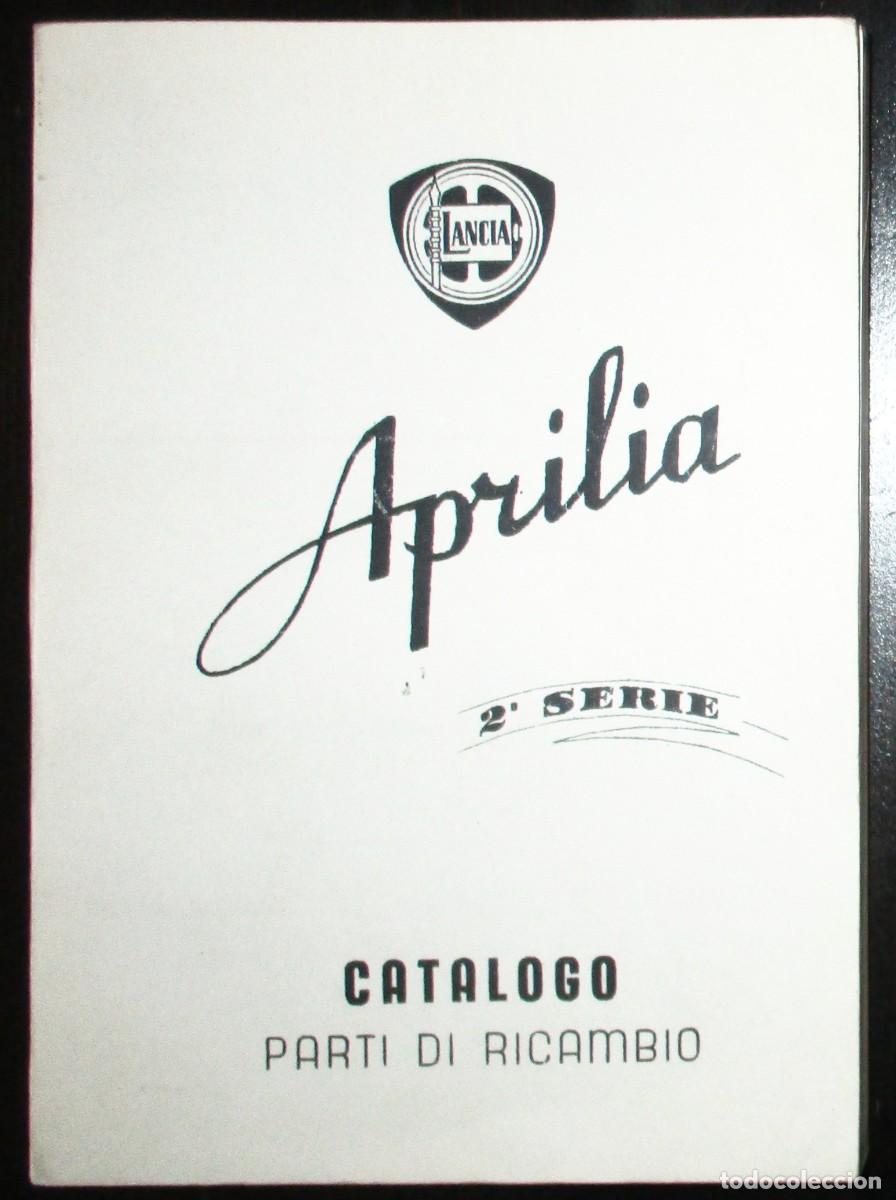 LANCIA
Aprilia
2ª SERIE
CATALOGO
PARTI DI RICAMBIO
todocoleccion